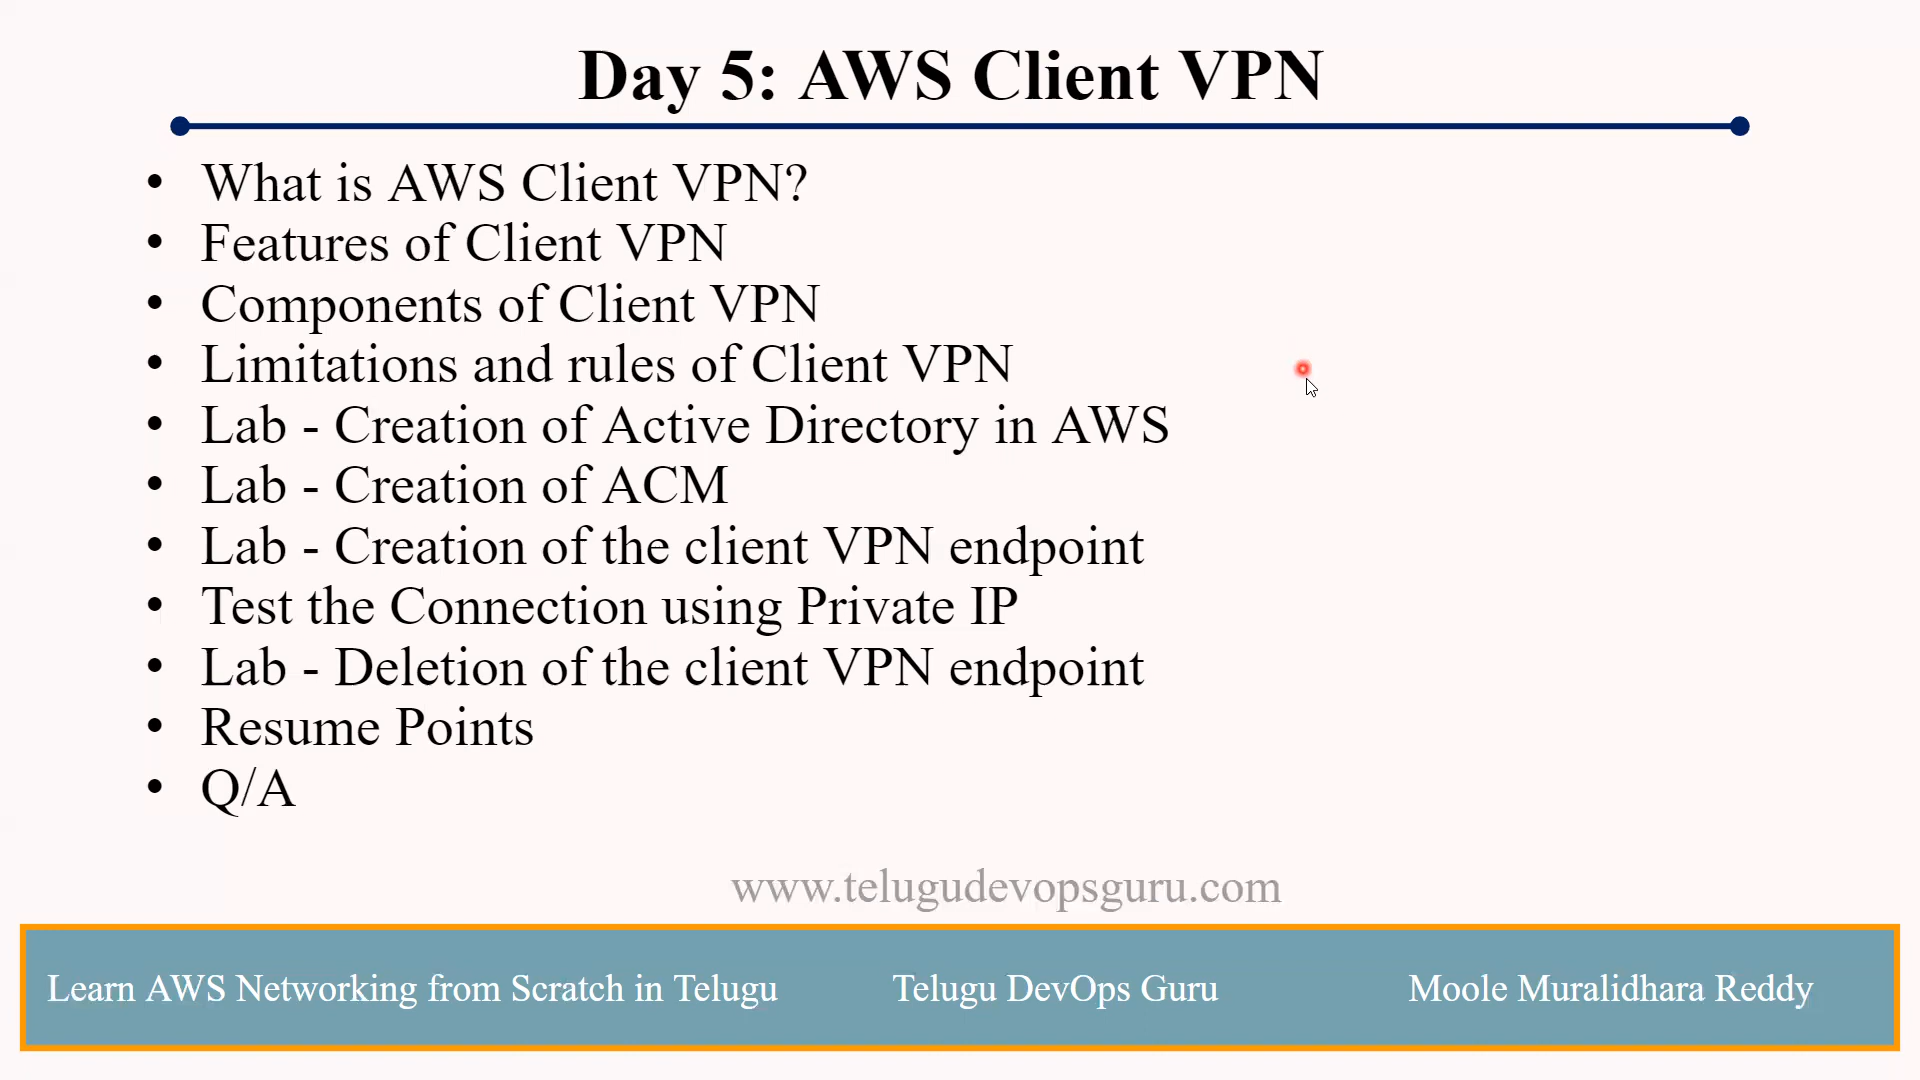 Day 5: AWS Client VPN
• What is AWS Client VPN?
• Features of Client VPN
• Components of Client VPN
• Limitations and rules of Client VPN
• Lab - Creation of Active Directory in AWS
• Lab - Creation of ACM
• Lab - Creation of the client VPN endpoint
• Test the Connection using Private IP
• Lab - Deletion of the client VPN endpoint
• Resume Points
• Q/A
www.telugudevopsguru.com
Learn AWS Networking from Scratch in Telugu Telugu DevOps Guru Moole Muralidhara Reddy